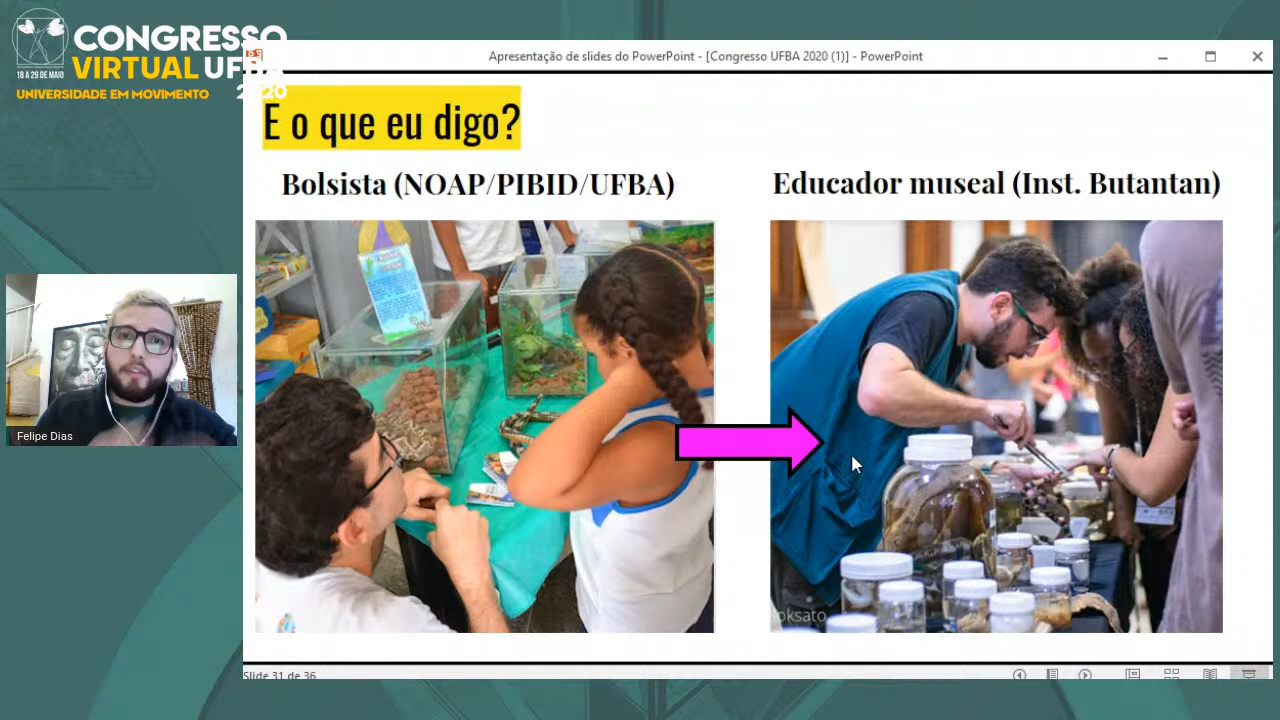 CONGRESSO
VIRTUAL UFBA
2020
18 A 29 DE MAIO
UNIVERSIDADE EM MOVIMENTO
Apresentação de slides do PowerPoint - [Congresso UFBA 2020 (1)] - PowerPoint
E o que eu digo?
Bolsista (NOAP/PIBID/UFBA)
Educador museal (Inst. Butantan)
Felipe Dias
oksato
Slide 31 de 36